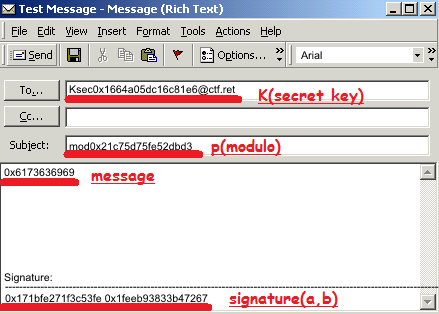 Test Message - Message (Rich Text)
File Edit View Insert Format Tools Actions Help
Send Options... Arial
To... Ksec0x1664a05dc16c81e6@ctf.ret K(secret key)
Cc...
Subject: mod0x21c75d75fe52dbd3 p(modulo)
0x6173636969 message
Signature:
0x171bfe271f3c53fe 0x1feeb93833b47267 signature(a,b)